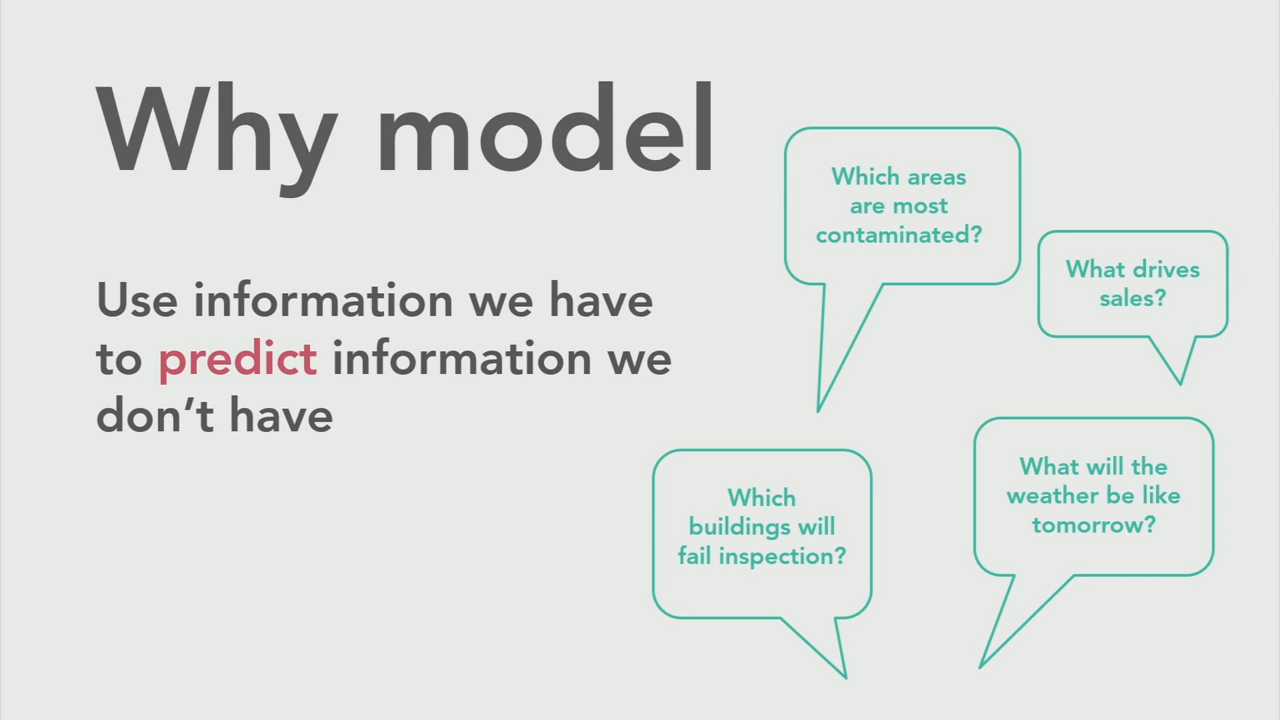 Why model
Use information we have
to predict information we
don’t have
Which areas
are most
contaminated?
What drives
sales?
Which
buildings will
fail inspection?
What will the
weather be like
tomorrow?